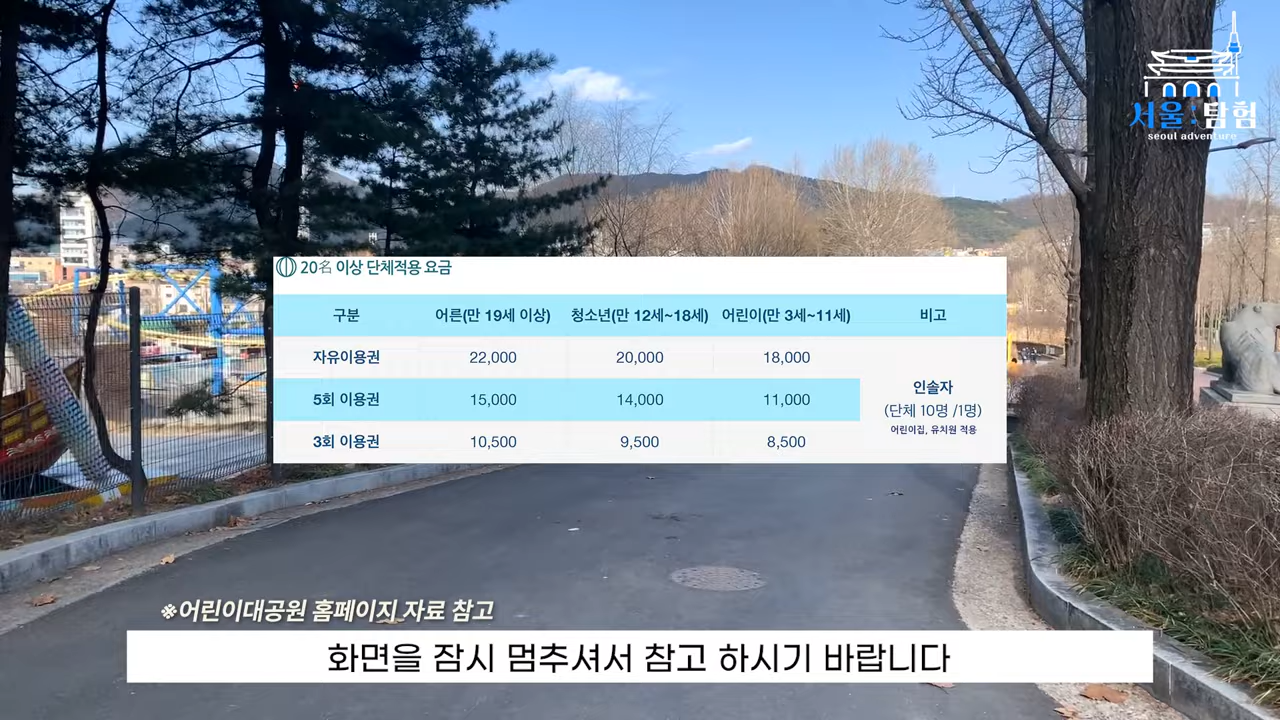 서울:탐험
seoul adventure
20名 이상 단체적용 요금
구분 어른(만 19세 이상) 청소년(만 12세~18세) 어린이(만 3세~11세) 비고
자유이용권 22,000 20,000 18,000
5회 이용권 15,000 14,000 11,000
3회 이용권 10,500 9,500 8,500
인솔자
(단체 10명 /1명)
어린이집, 유치원 적용
※어린이대공원 홈페이지 자료 참고
화면을 잠시 멈추셔서 참고 하시기 바랍니다